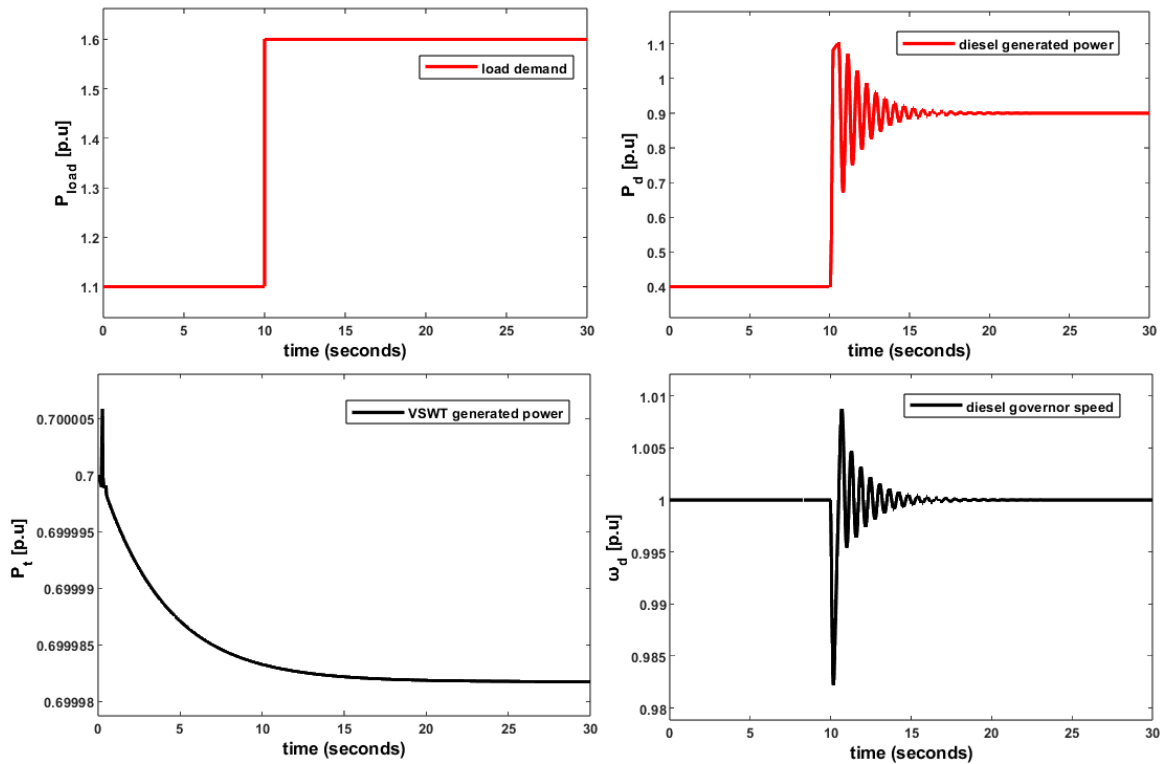 1.6
1.5
1.4
1.3
1.2
1.1
P_load [p.u]
load demand
0 5 10 15 20 25 30
time (seconds)
1.1
1
0.9
0.8
0.7
0.6
0.5
0.4
P_d [p.u]
diesel generated power
0 5 10 15 20 25 30
time (seconds)
0.700005
0.7
0.699995
0.69999
0.699985
0.69998
P_t [p.u]
VSWT generated power
0 5 10 15 20 25 30
time (seconds)
1.01
1.005
1
0.995
0.99
0.985
0.98
ω_d [p.u]
diesel governor speed
0 5 10 15 20 25 30
time (seconds)